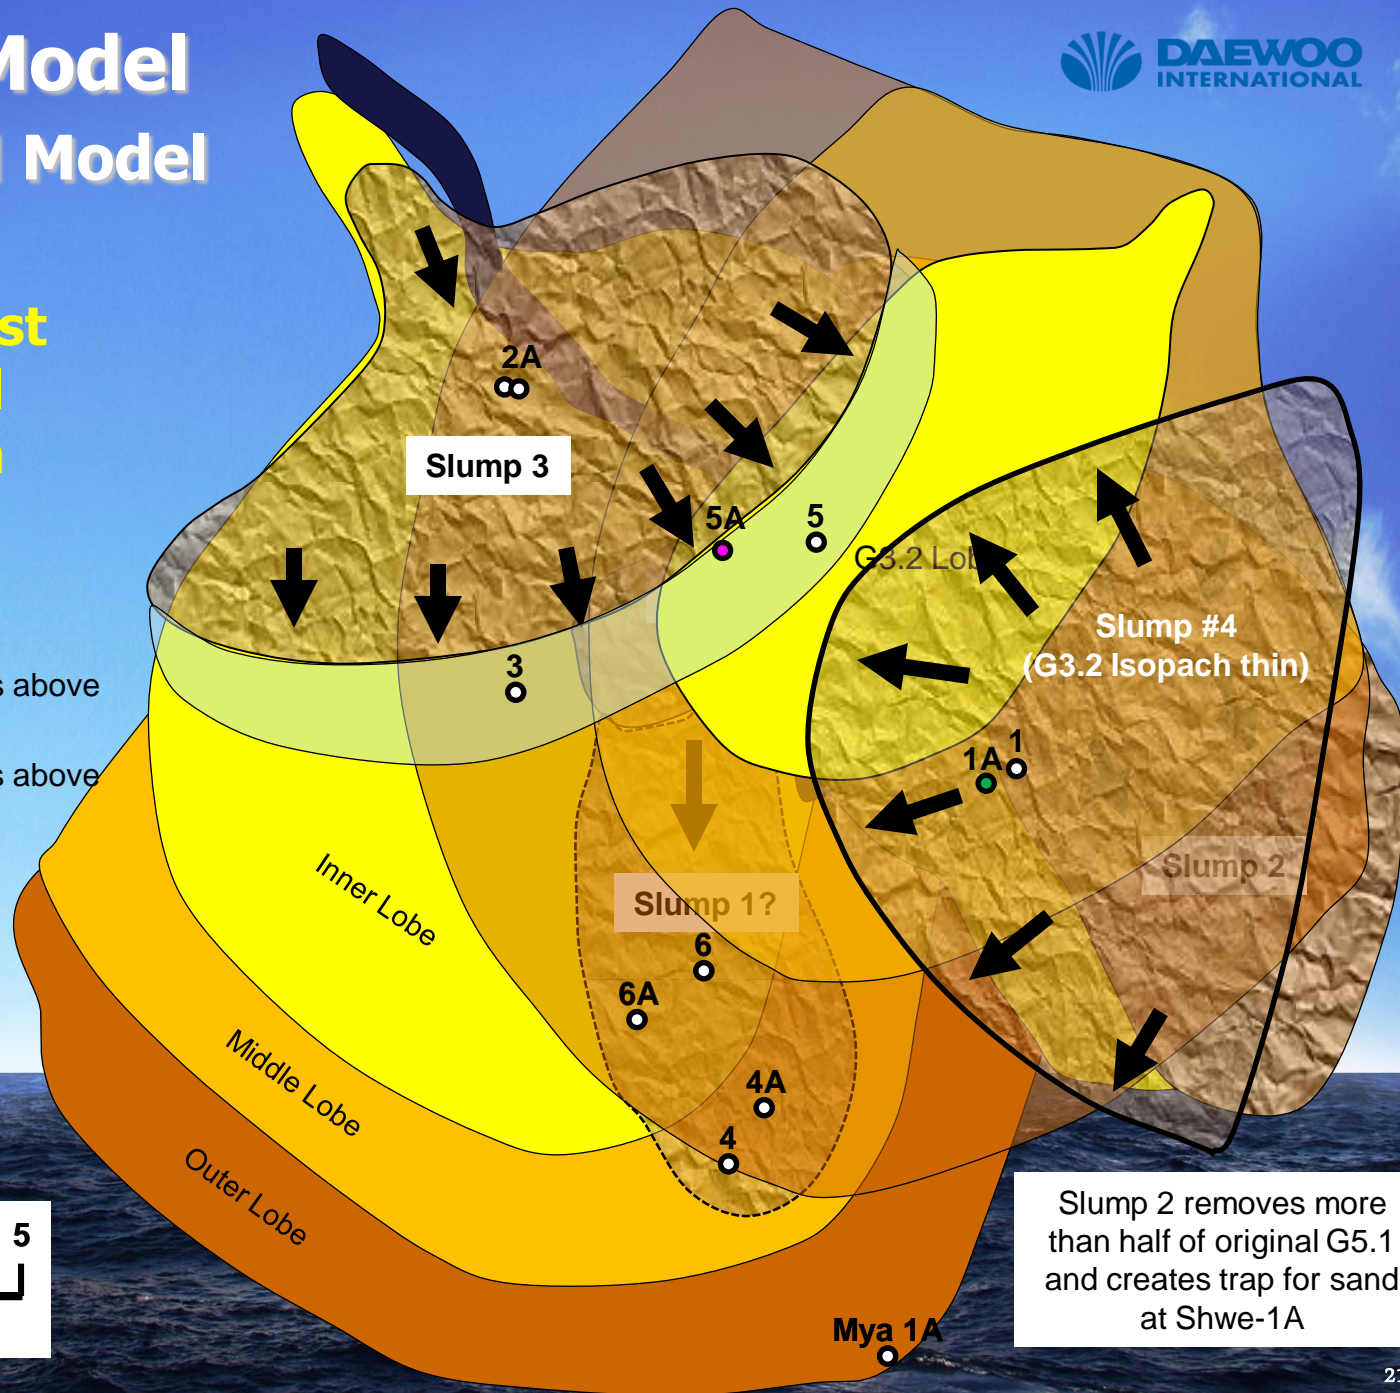 Model
DAEWOO
INTERNATIONAL
Model
2A
Slump 3
5A
5
G3.2 Lob
Slump #4
(G3.2 Isopach thin)
3
above
1
1A
above
Slump 2
Inner Lobe
Slump 1?
6
6A
Middle Lobe
4A
4
Outer Lobe
Slump 2 removes more
than half of original G5.1
and creates trap for sand
at Shwe-1A
5
Mya 1A